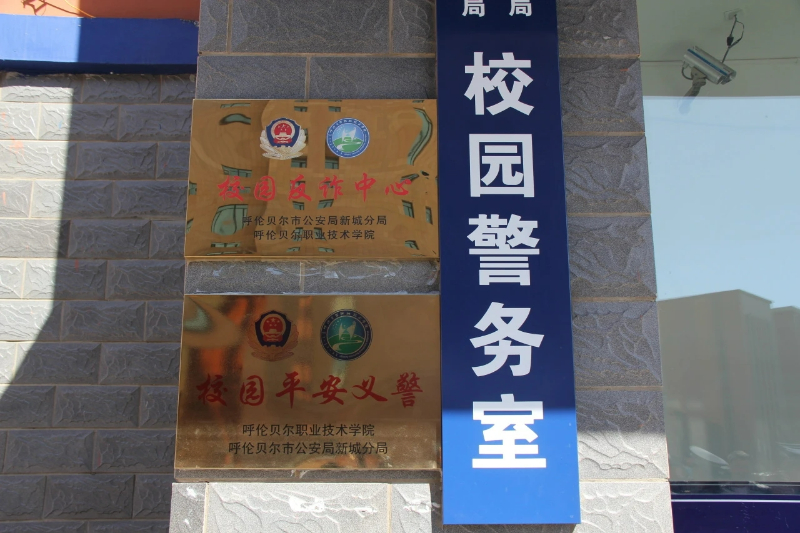 校园反诈中心
呼伦贝尔市公安局新城分局
呼伦贝尔职业技术学院
校园平安义警
呼伦贝尔职业技术学院
呼伦贝尔市公安局新城分局
局 局
校园警务室